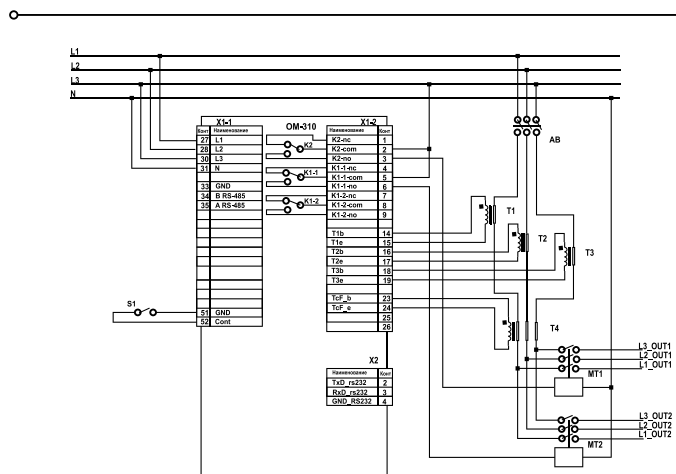 L1
L2
L3
N
X1-1
ОМ-310
X1-2
Конт Наименование
Наименование Конт
27 L1
28 L2
30 L3
31 N
33 GND
34 B RS-485
35 A RS-485
51 GND
52 Cont
S1
K2
K1-1
K1-2
K2-nc 1
K2-com 2
K2-no 3
K1-1-nc 4
K1-1-com 5
K1-1-no 6
K1-2-nc 7
K1-2-com 8
K1-2-no 9
T1b 14
T1e 15
T2b 16
T2e 17
T3b 18
T3e 19
TcF_b 23
TcF_e 24
25
26
X2
Наименование Конт
TxD_rs232 2
RxD_rs232 3
GND_RS232 4
AB
T1
T2
T3
T4
L3_OUT1
L2_OUT1
L1_OUT1
MT1
L3_OUT2
L2_OUT2
L1_OUT2
MT2